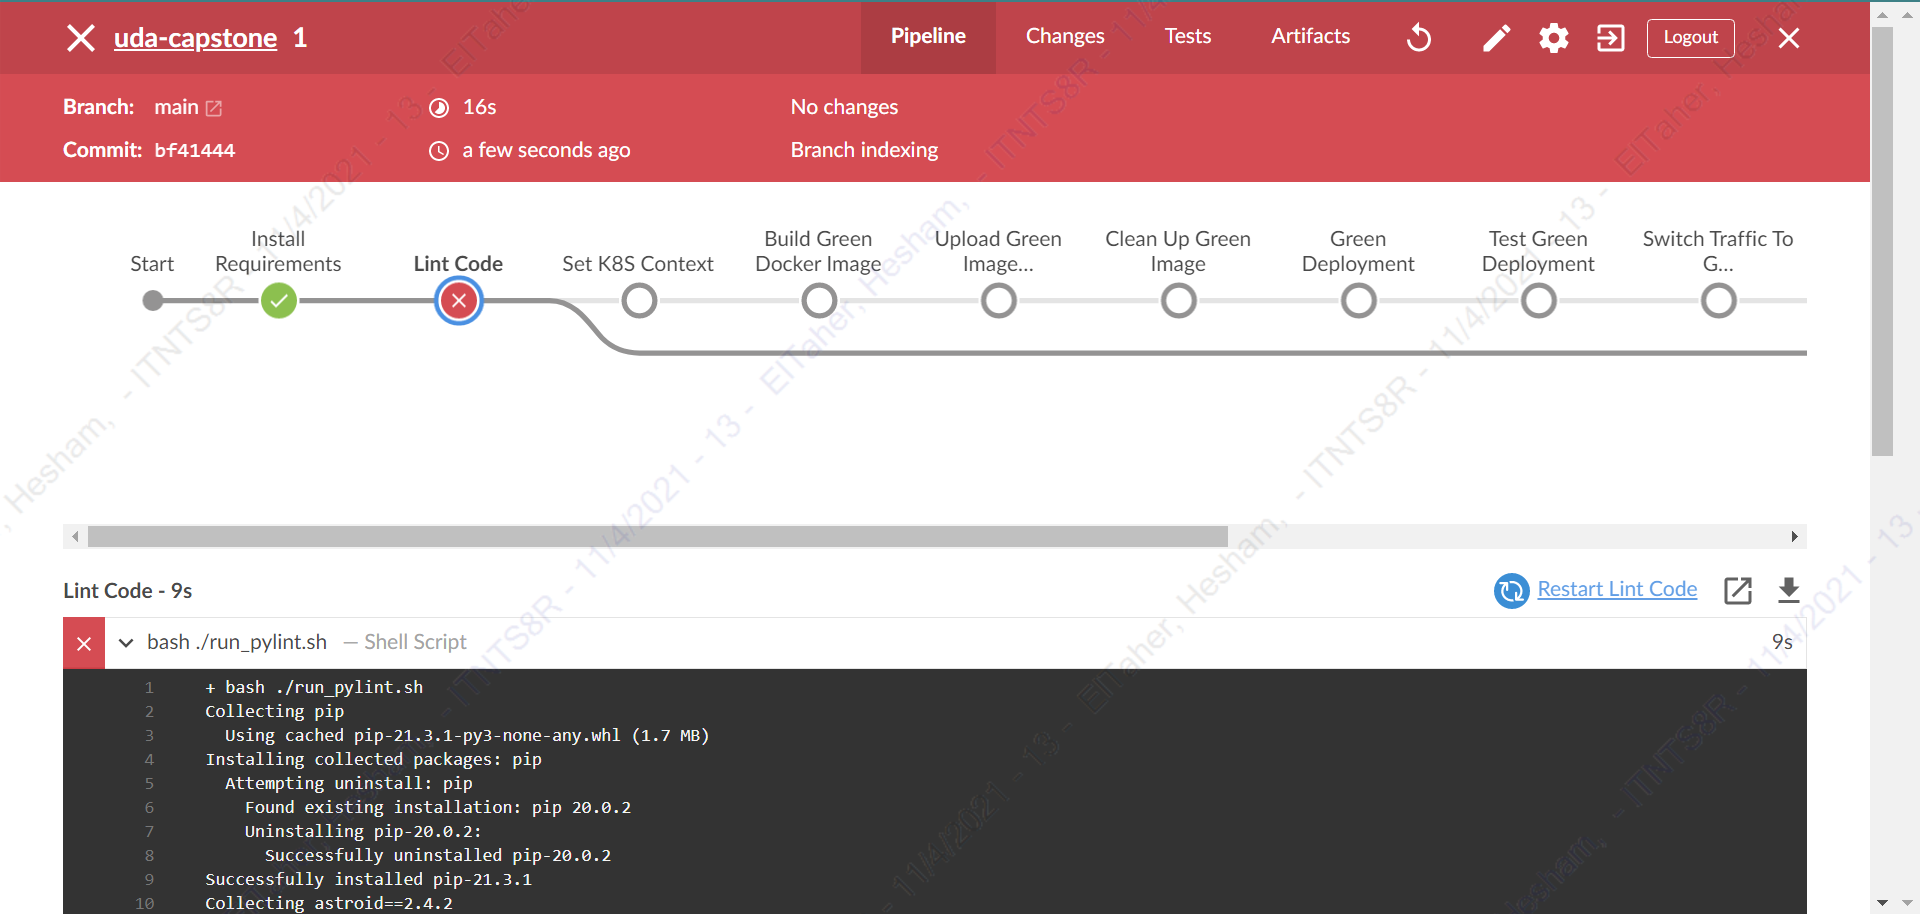 uda-capstone 1
Pipeline Changes Tests Artifacts Logout
Branch: main 16s No changes
Commit: bf41444 a few seconds ago Branch indexing
Start
Install Requirements
Lint Code
Set K8S Context
Build Green Docker Image
Upload Green Image...
Clean Up Green Image
Green Deployment
Test Green Deployment
Switch Traffic To G...
Lint Code - 9s
Restart Lint Code
bash ./run_pylint.sh — Shell Script 9s
1 + bash ./run_pylint.sh
2 Collecting pip
3 Using cached pip-21.3.1-py3-none-any.whl (1.7 MB)
4 Installing collected packages: pip
5 Attempting uninstall: pip
6 Found existing installation: pip 20.0.2
7 Uninstalling pip-20.0.2:
8 Successfully uninstalled pip-20.0.2
9 Successfully installed pip-21.3.1
10 Collecting astroid==2.4.2
ElTaher, Hesham, - ITNTS8R - 11/4/2021 - 13 -